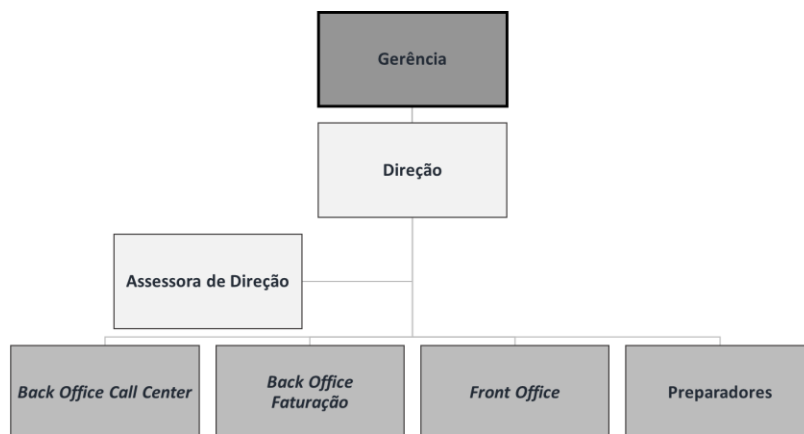 Gerência
Direção
Assessora de Direção
Back Office Call Center
Back Office
Faturação
Front Office
Preparadores